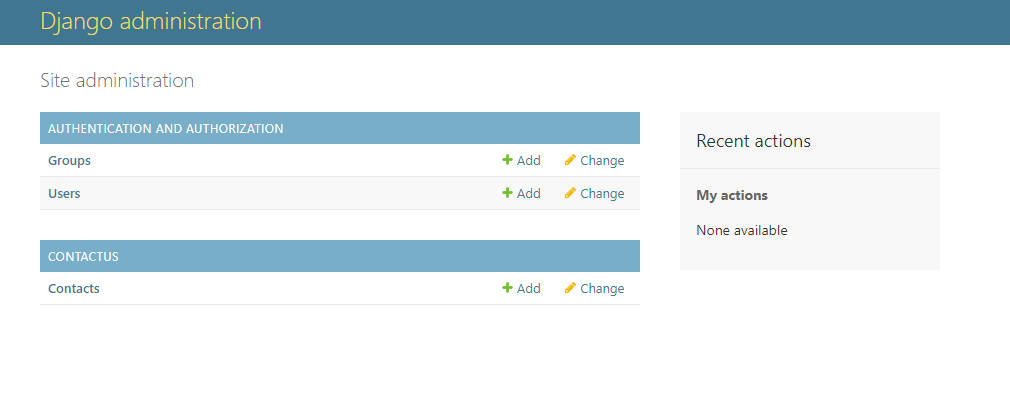 Django administration
Site administration
AUTHENTICATION AND AUTHORIZATION
Groups Add Change
Users Add Change
CONTACTUS
Contacts Add Change
Recent actions
My actions
None available